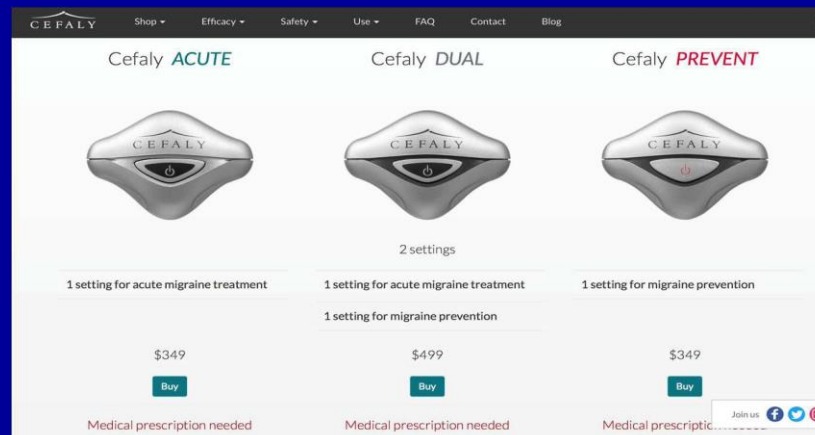 CEFALY Shop Efficacy Safety Use FAQ Contact Blog
Cefaly ACUTE
Cefaly DUAL
Cefaly PREVENT
CEFALY
CEFALY
CEFALY
2 settings
1 setting for acute migraine treatment
1 setting for acute migraine treatment
1 setting for migraine prevention
1 setting for migraine prevention
$349
$499
$349
Buy
Buy
Buy
Join us
Medical prescription needed
Medical prescription needed
Medical prescription needed